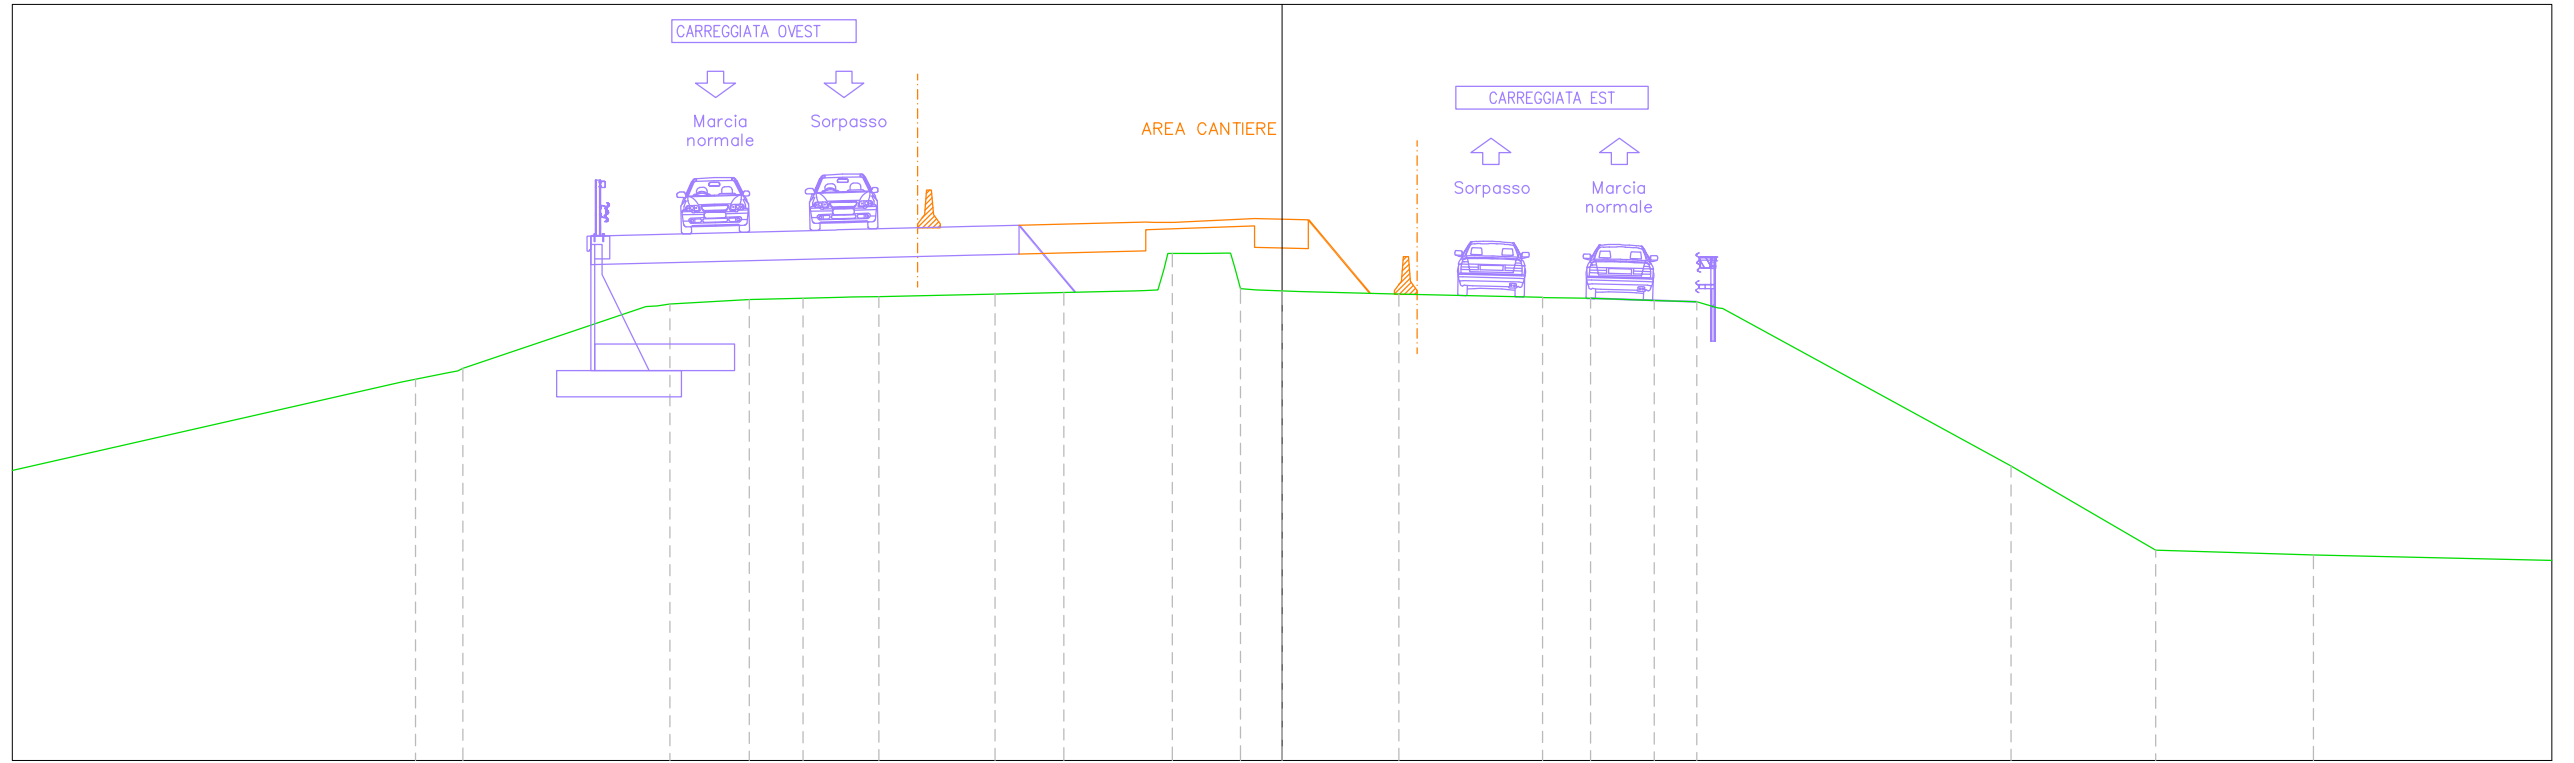 CARREGGIATA OVEST
Marcia
normale
Sorpasso
AREA CANTIERE
CARREGGIATA EST
Sorpasso
Marcia
normale